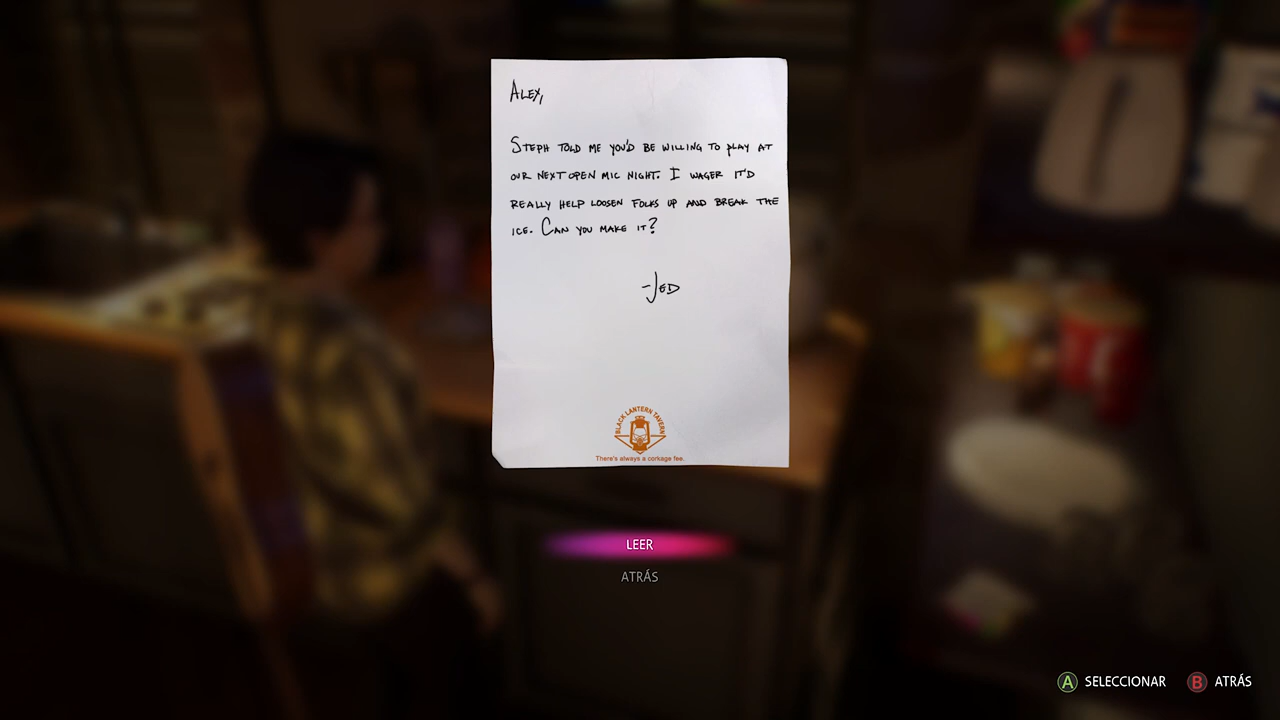 ALEX,
STEPH TOLD ME YOU'D BE WILLING TO PLAY AT
OUR NEXT OPEN MIC NIGHT. I WAGER IT'D
REALLY HELP LOOSEN FOLKS UP AND BREAK THE
ICE. CAN YOU MAKE IT?
-JED
BLACK LANTERN TAVERN
There's always a corkage fee.
LEER
ATRÁS
A SELECCIONAR B ATRÁS